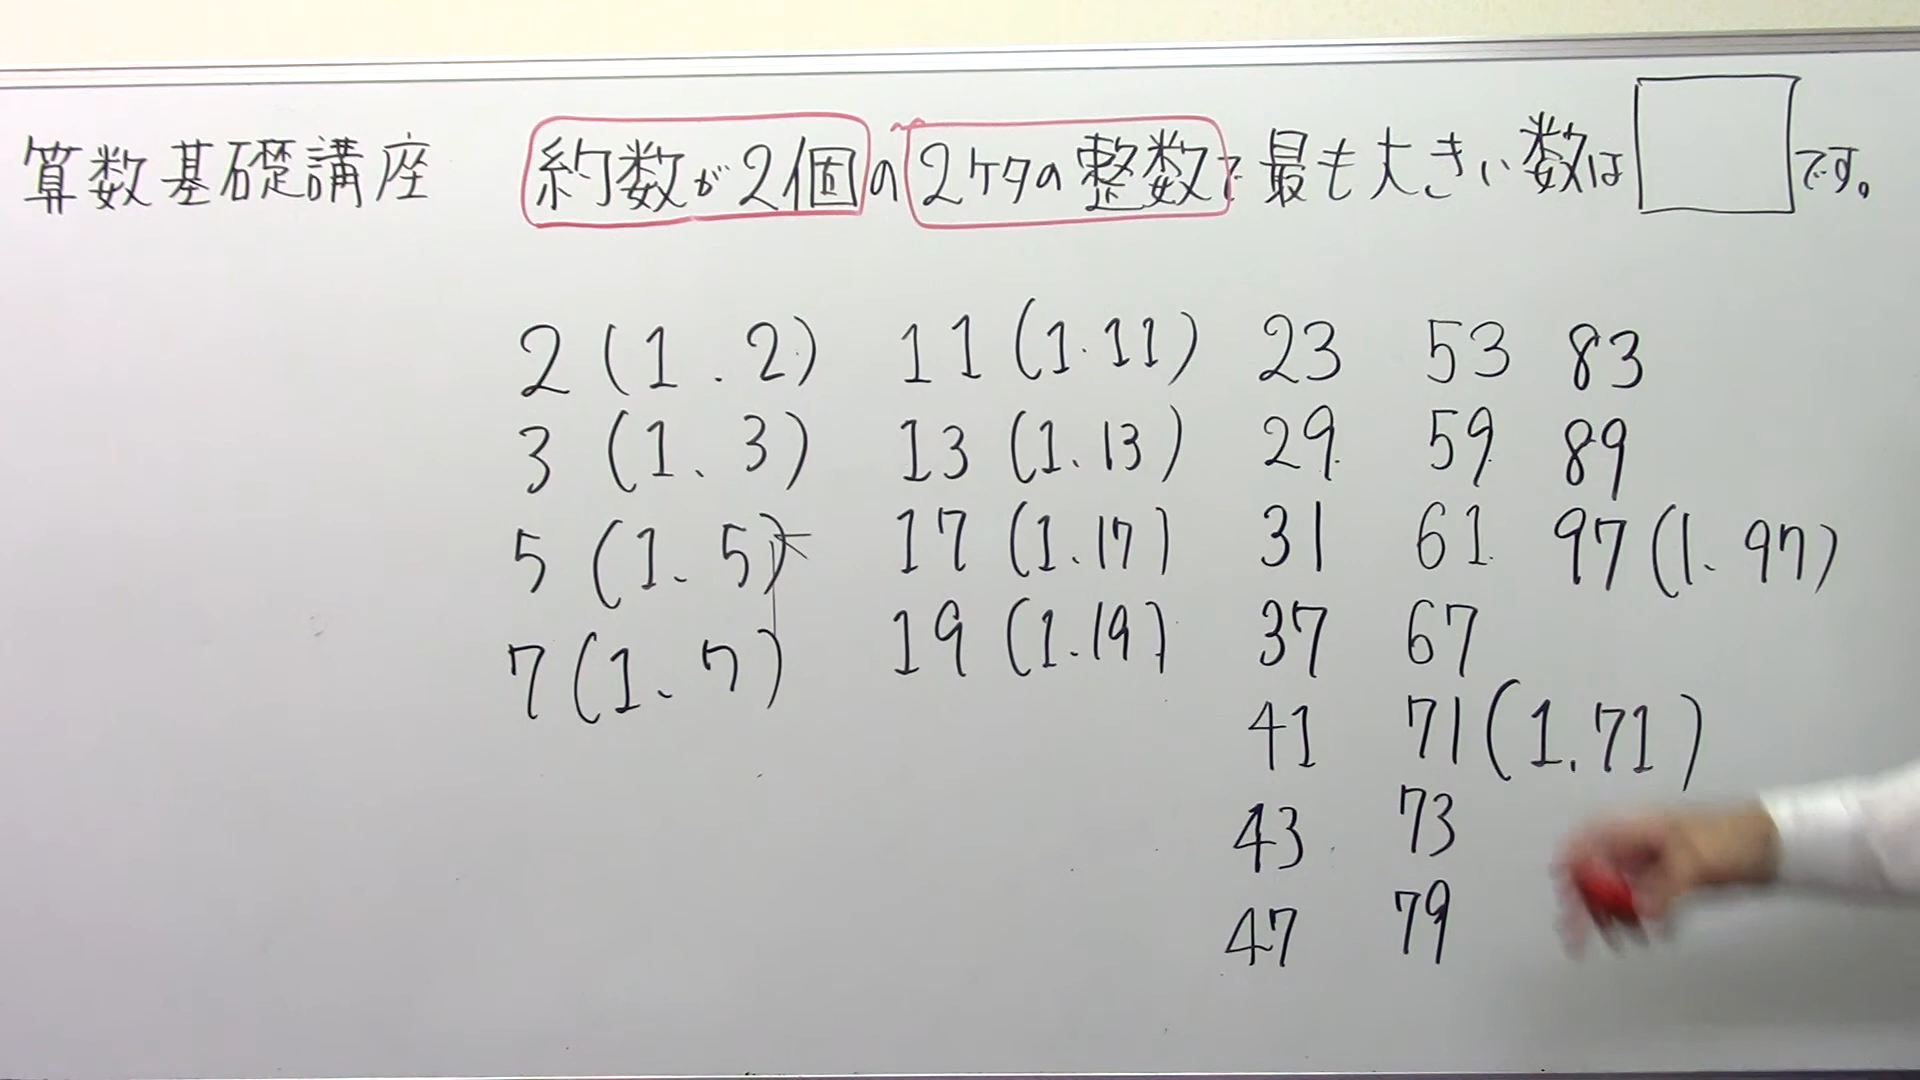 算数基礎講座 約数が2個の2ケタの整数で最も大きい数は です。
2(1.2) 11(1.11) 23 53 83
3(1.3) 13(1.13) 29 59 89
5(1.5) 17(1.17) 31 61 97(1.97)
7(1.7) 19(1.19) 37 67
41 71(1.71)
43 73
47 79